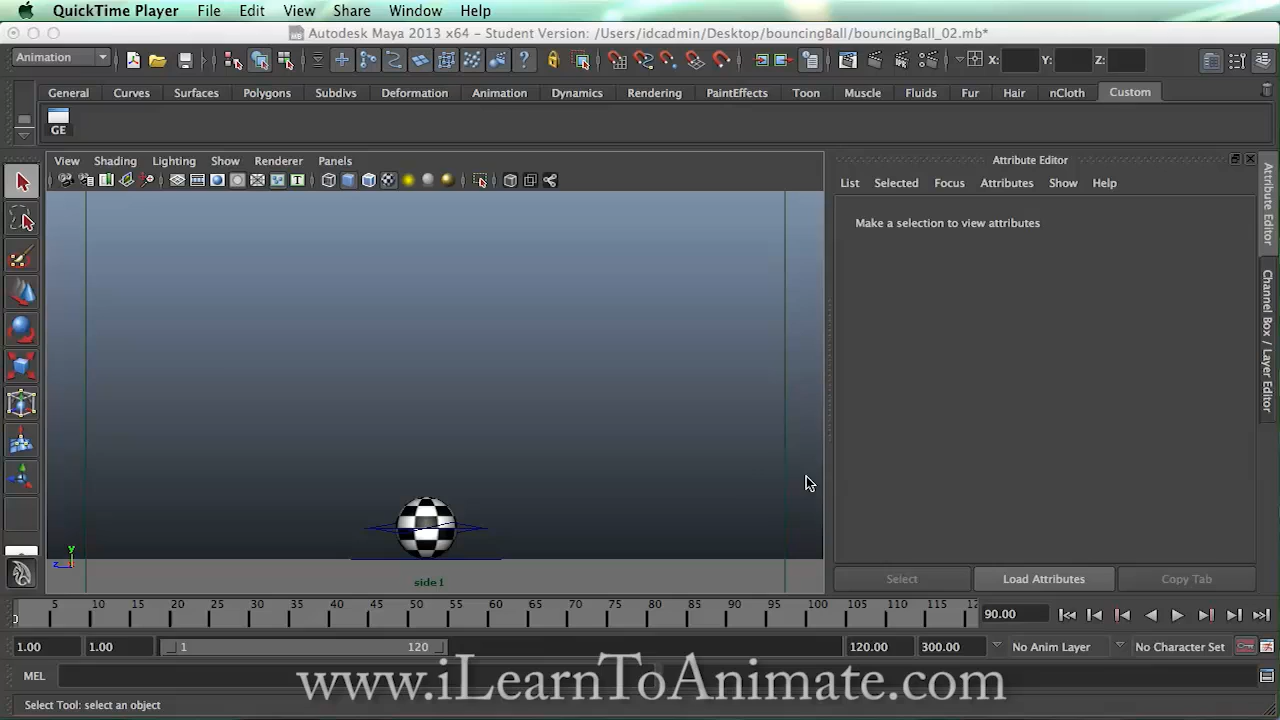 QuickTime Player File Edit View Share Window Help
Autodesk Maya 2013 x64 - Student Version: /Users/idcadmin/Desktop/bouncingBall/bouncingBall_02.mb*
Animation X: Y: Z:
General Curves Surfaces Polygons Subdivs Deformation Animation Dynamics Rendering PaintEffects Toon Muscle Fluids Fur Hair nCloth Custom
GE
View Shading Lighting Show Renderer Panels
Attribute Editor
List Selected Focus Attributes Show Help
Make a selection to view attributes
Attribute Editor
Channel Box / Layer Editor
y
z
side1
Select Load Attributes Copy Tab
5 10 15 20 25 30 35 40 45 50 55 60 65 70 75 80 85 90 95 100 105 110 115 12 90.00
1.00 1.00 1 120 120.00 300.00 No Anim Layer No Character Set
MEL
www.iLearnToAnimate.com
Select Tool: select an object